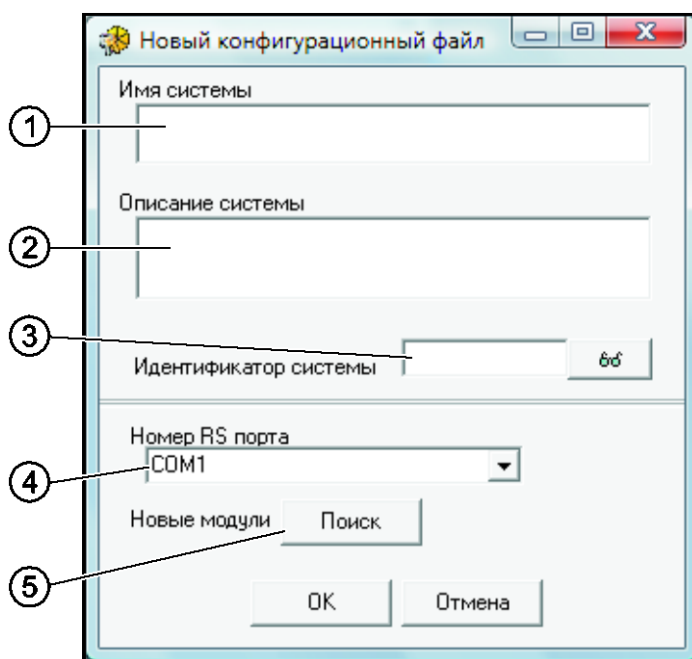 Новый конфигурационный файл
Имя системы
1
Описание системы
2
3
Идентификатор системы
Номер RS порта
COM1
4
Новые модули Поиск
5
OK Отмена